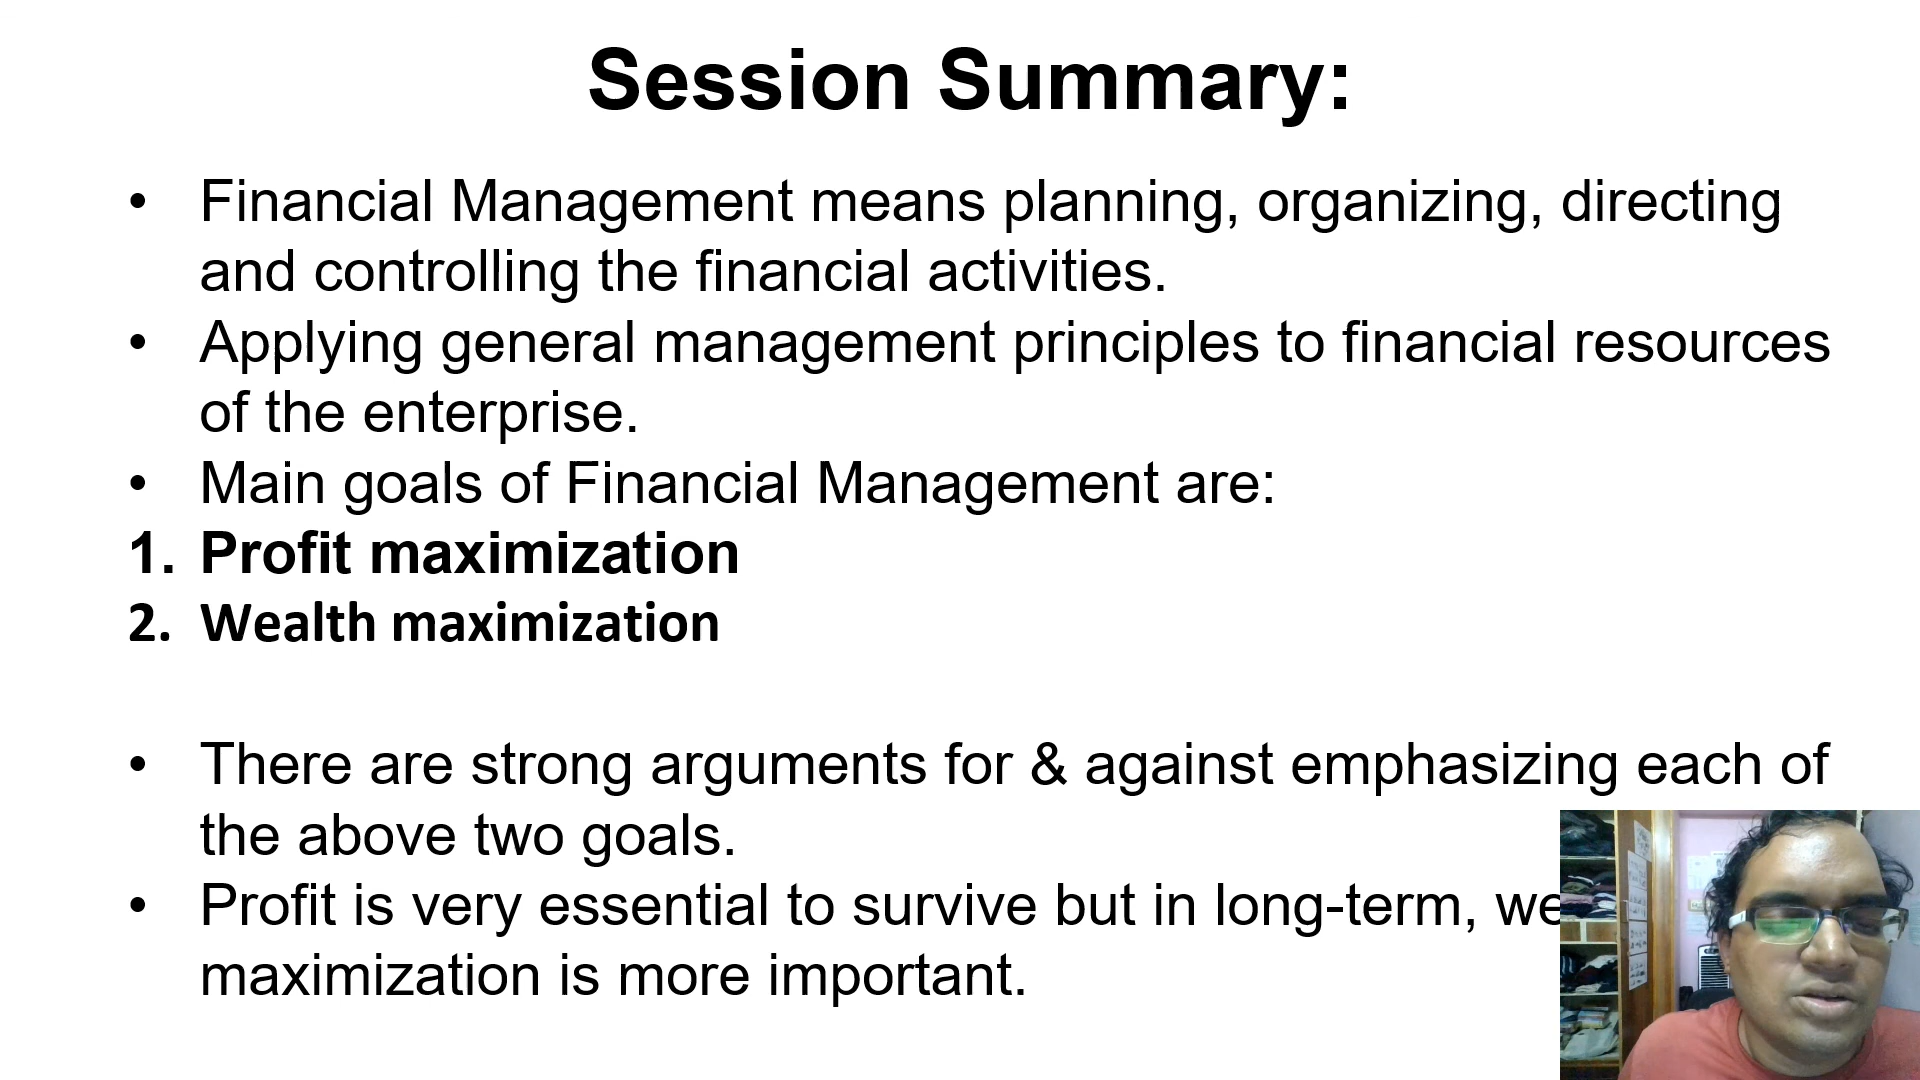 Session Summary:
• Financial Management means planning, organizing, directing
and controlling the financial activities.
• Applying general management principles to financial resources
of the enterprise.
• Main goals of Financial Management are:
1. Profit maximization
2. Wealth maximization
• There are strong arguments for & against emphasizing each of
the above two goals.
• Profit is very essential to survive but in long-term, we
maximization is more important.